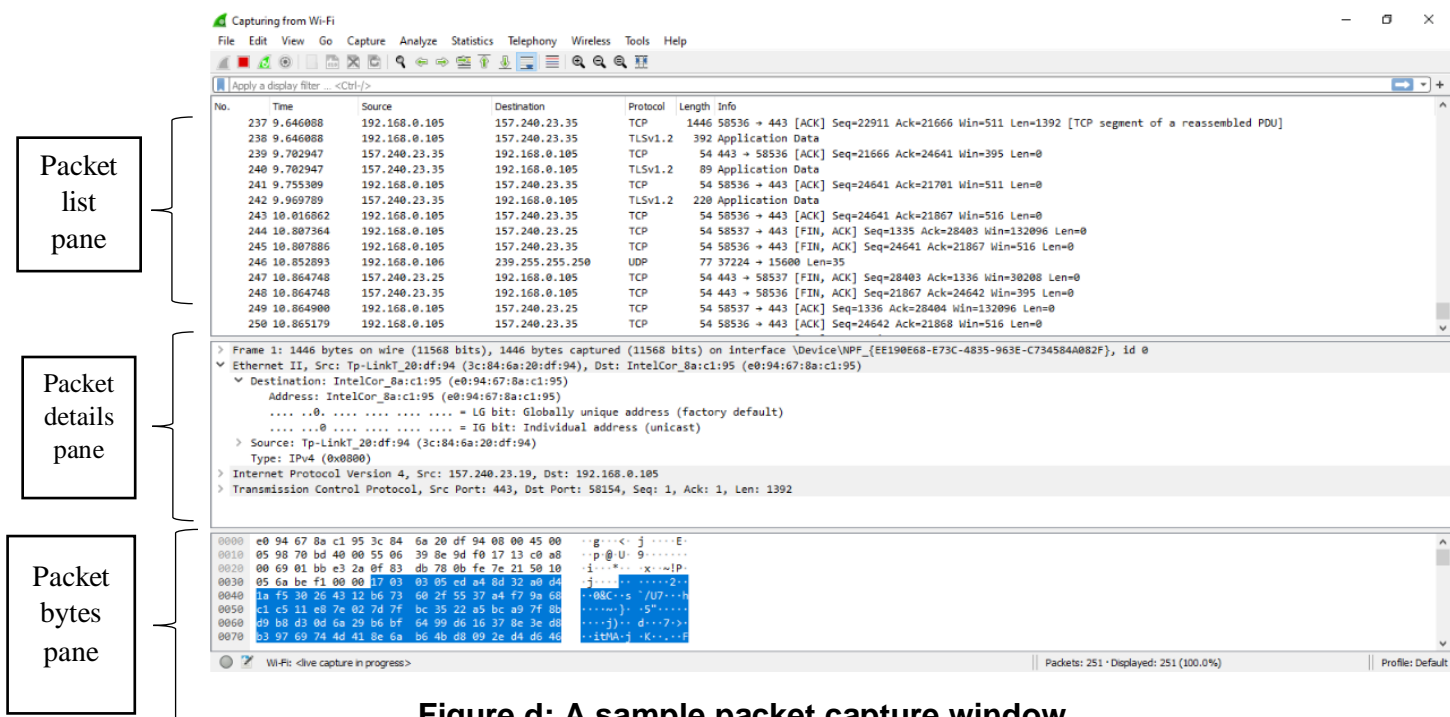 Capturing from Wi-Fi
File Edit View Go Capture Analyze Statistics Telephony Wireless Tools Help
Apply a display filter ... <Ctrl-/>
No. Time Source Destination Protocol Length Info
237 9.646088 192.168.0.105 157.240.23.35 TCP 1446 58536 → 443 [ACK] Seq=22911 Ack=21666 Win=511 Len=1392 [TCP segment of a reassembled PDU]
238 9.646088 192.168.0.105 157.240.23.35 TLSv1.2 392 Application Data
239 9.702947 157.240.23.35 192.168.0.105 TCP 54 443 → 58536 [ACK] Seq=21666 Ack=24641 Win=395 Len=0
240 9.702947 157.240.23.35 192.168.0.105 TLSv1.2 89 Application Data
241 9.755309 192.168.0.105 157.240.23.35 TCP 54 58536 → 443 [ACK] Seq=24641 Ack=21701 Win=511 Len=0
242 9.969789 157.240.23.35 192.168.0.105 TLSv1.2 220 Application Data
243 10.016862 192.168.0.105 157.240.23.35 TCP 54 58536 → 443 [ACK] Seq=24641 Ack=21867 Win=516 Len=0
244 10.807364 192.168.0.105 157.240.23.25 TCP 54 58537 → 443 [FIN, ACK] Seq=1335 Ack=28403 Win=132096 Len=0
245 10.807886 192.168.0.105 157.240.23.35 TCP 54 58536 → 443 [FIN, ACK] Seq=24641 Ack=21867 Win=516 Len=0
246 10.852893 192.168.0.106 239.255.255.250 UDP 77 37224 → 15600 Len=35
247 10.864748 157.240.23.25 192.168.0.105 TCP 54 443 → 58537 [FIN, ACK] Seq=28403 Ack=1336 Win=30208 Len=0
248 10.864748 157.240.23.35 192.168.0.105 TCP 54 443 → 58536 [FIN, ACK] Seq=21867 Ack=24642 Win=395 Len=0
249 10.864900 192.168.0.105 157.240.23.25 TCP 54 58537 → 443 [ACK] Seq=1336 Ack=28404 Win=132096 Len=0
250 10.865179 192.168.0.105 157.240.23.35 TCP 54 58536 → 443 [ACK] Seq=24642 Ack=21868 Win=516 Len=0
Packet
list
pane
Frame 1: 1446 bytes on wire (11568 bits), 1446 bytes captured (11568 bits) on interface \Device\NPF_{EE190E68-E73C-4835-963E-C734584A082F}, id 0
Ethernet II, Src: Tp-LinkT_20:df:94 (3c:84:6a:20:df:94), Dst: IntelCor_8a:c1:95 (e0:94:67:8a:c1:95)
Destination: IntelCor_8a:c1:95 (e0:94:67:8a:c1:95)
Address: IntelCor_8a:c1:95 (e0:94:67:8a:c1:95)
.... ..0. .... .... .... .... = LG bit: Globally unique address (factory default)
.... ...0 .... .... .... .... = IG bit: Individual address (unicast)
Source: Tp-LinkT_20:df:94 (3c:84:6a:20:df:94)
Type: IPv4 (0x0800)
Internet Protocol Version 4, Src: 157.240.23.19, Dst: 192.168.0.105
Transmission Control Protocol, Src Port: 443, Dst Port: 58154, Seq: 1, Ack: 1, Len: 1392
Packet
details
pane
0000 e0 94 67 8a c1 95 3c 84 6a 20 df 94 08 00 45 00 ··g···<· j ····E·
0010 05 98 70 bd 40 00 55 06 39 8e 9d f0 17 13 c0 a8 ··p·@·U· 9·······
0020 00 69 01 bb e3 2a 0f 83 db 78 0b fe 7e 21 50 10 ·i···*·· ·x··~!P·
0030 05 6a be f1 00 00 17 03 03 05 ed a4 8d 32 a0 d4 ·j······ ·····2··
0040 1a f5 30 26 43 12 b6 73 60 2f 55 37 a4 f7 9a 68 ··0&C··s `/U7···h
0050 c1 c5 11 e8 7e 02 7d 7f bc 35 22 a5 bc a9 7f 8b ····~·}· ·5"·····
0060 d9 b8 d3 0d 6a 29 b6 bf 64 99 d6 16 37 8e 3e d8 ····j)·· d···7·>·
0070 b3 97 69 74 4d 41 8e 6a b6 4b d8 09 2e d4 d6 46 ··itMA·j ·K··.··F
Packet
bytes
pane
Wi-Fi: <live capture in progress> Packets: 251 · Displayed: 251 (100.0%) Profile: Default
Figure d: A sample packet capture window